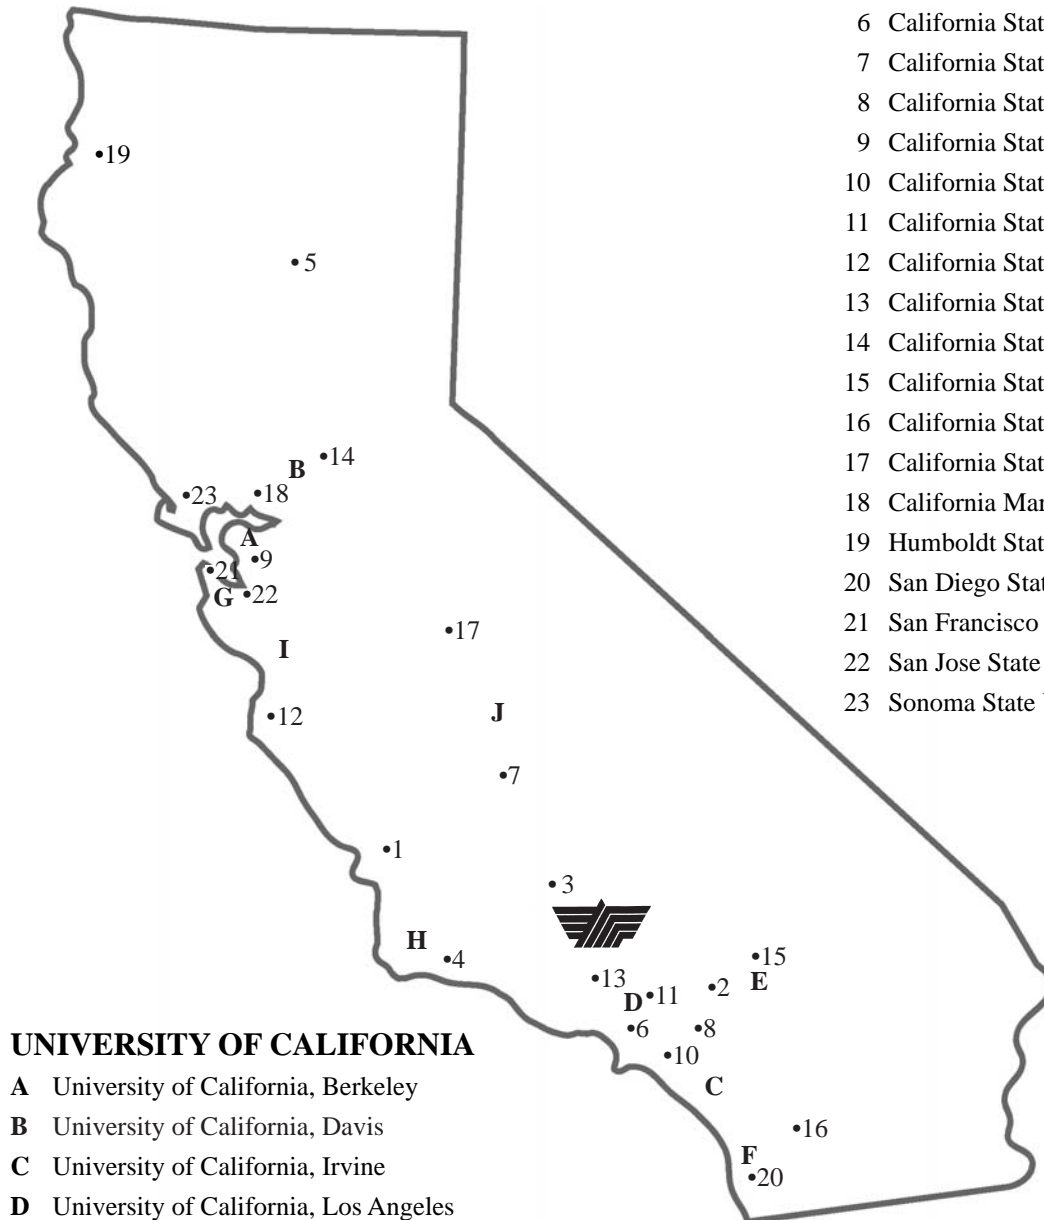 6 California Stat
7 California Stat
8 California Stat
9 California Stat
10 California Stat
11 California Stat
12 California Stat
13 California Stat
14 California Stat
15 California Stat
16 California Stat
17 California Stat
18 California Mar
19 Humboldt Stat
20 San Diego Stat
21 San Francisco
22 San Jose State
23 Sonoma State
19
5
14
B
23
18
A
9
21
G
22
17
I
12
J
7
1
3
H
4
15
13
E
2
D
11
6
8
10
C
16
F
20
UNIVERSITY OF CALIFORNIA
A University of California, Berkeley
B University of California, Davis
C University of California, Irvine
D University of California, Los Angeles